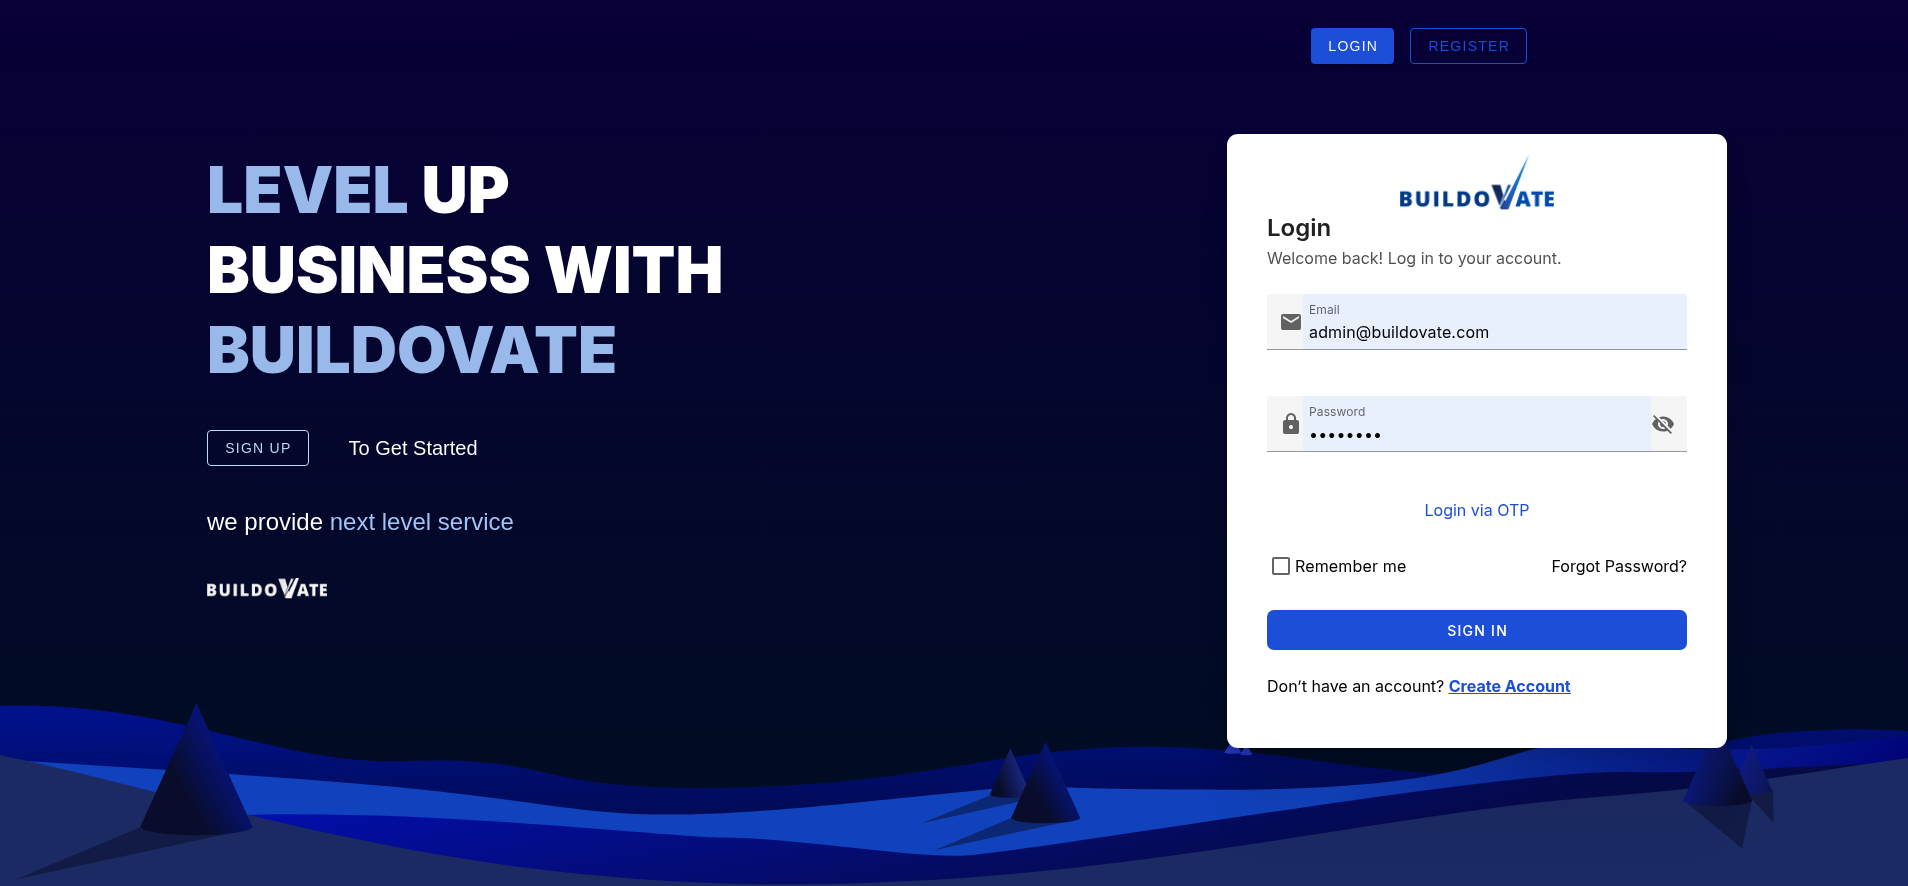 LOGIN
REGISTER
LEVEL UP
BUSINESS WITH
BUILDOVATE
SIGN UP
To Get Started
we provide next level service
BUILDOVATE
BUILDOVATE
Login
Welcome back! Log in to your account.
Email
admin@buildovate.com
Password
••••••••
Login via OTP
Remember me
Forgot Password?
SIGN IN
Don’t have an account? Create Account